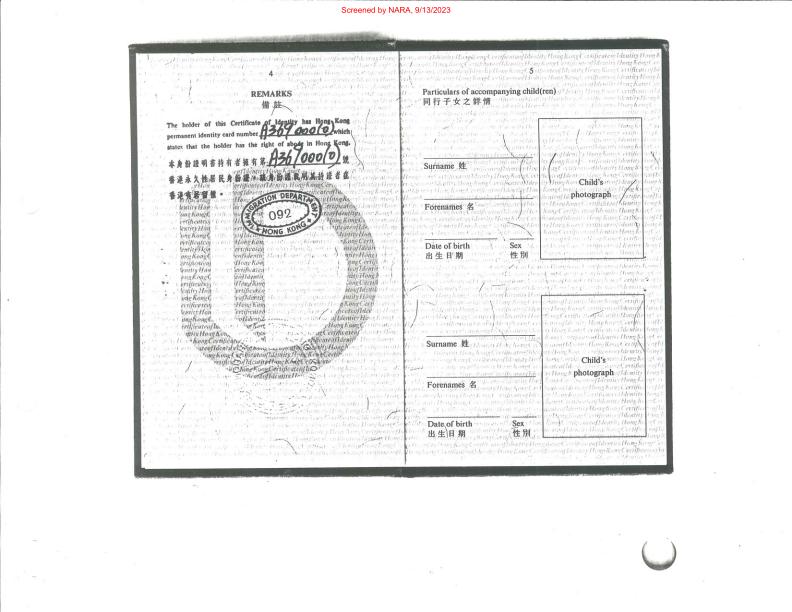 Screened by NARA, 9/13/2023
4
REMARKS
備註
The holder of this Certificate of Identity has Hong Kong
permanent identity card number A369000(0) which
states that the holder has the right of abode in Hong Kong.
本身份證明書持有者擁有第 A369000(0) 號
香港永久性居民身份證，該身份證載明其持證者在
香港有居留權。
IMMIGRATION DEPARTMENT
092
HONG KONG
5
Particulars of accompanying child(ren)
同行子女之詳情
Surname 姓
Forenames 名
Date of birth Sex
出生日期 性別
Child's
photograph
Surname 姓
Forenames 名
Date of birth Sex
出生日期 性別
Child's
photograph